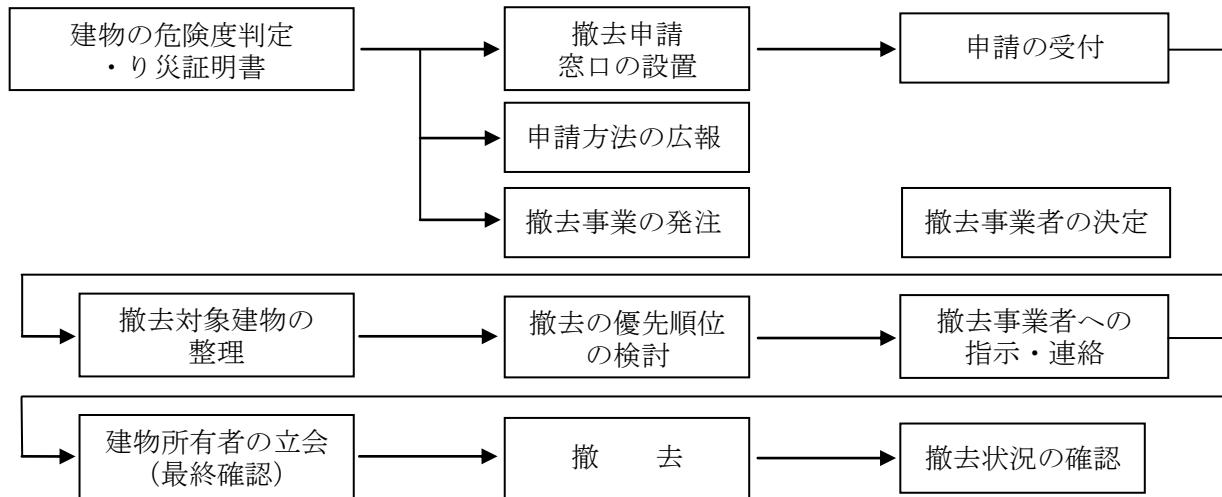 建物の危険度判定
・り災証明書
撤去申請
窓口の設置
申請の受付
申請方法の広報
撤去事業の発注
撤去事業者の決定
撤去対象建物の
整理
撤去の優先順位
の検討
撤去事業者への
指示・連絡
建物所有者の立会
（最終確認）
撤　去
撤去状況の確認